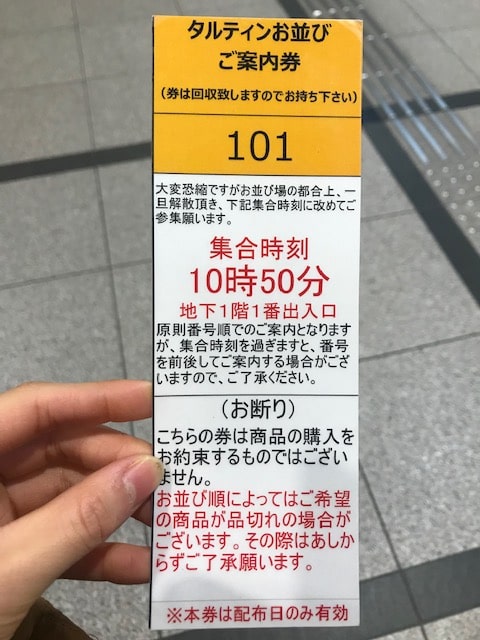 タルティンお並び
ご案内券
（券は回収致しますのでお持ち下さい）
101
大変恐縮ですがお並び場の都合上、一
旦解散頂き、下記集合時刻に改めてご
参集願います。
集合時刻
10時50分
地下1階1番出入口
原則番号順でのご案内となります
が、集合時刻を過ぎますと、番号
を前後してご案内する場合がござ
いますので、ご了承ください。
（お断り）
こちらの券は商品の購入を
お約束するものではござい
ません。
お並び順によってはご希望
の商品が品切れの場合が
ございます。その際はあしか
らずご了承願います。
※本券は配布日のみ有効